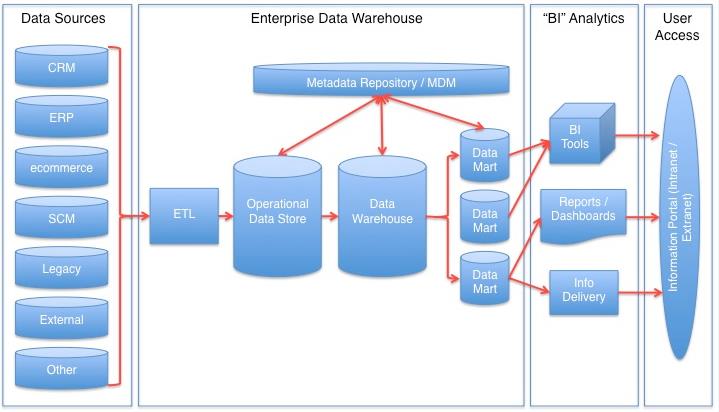 Data Sources
CRM
ERP
ecommerce
SCM
Legacy
External
Other
Enterprise Data Warehouse
Metadata Repository / MDM
ETL
Operational
Data Store
Data
Warehouse
Data
Mart
Data
Mart
Data
Mart
“BI” Analytics
BI
Tools
Reports /
Dashboards
Info
Delivery
User
Access
Information Portal (Intranet /
Extranet)